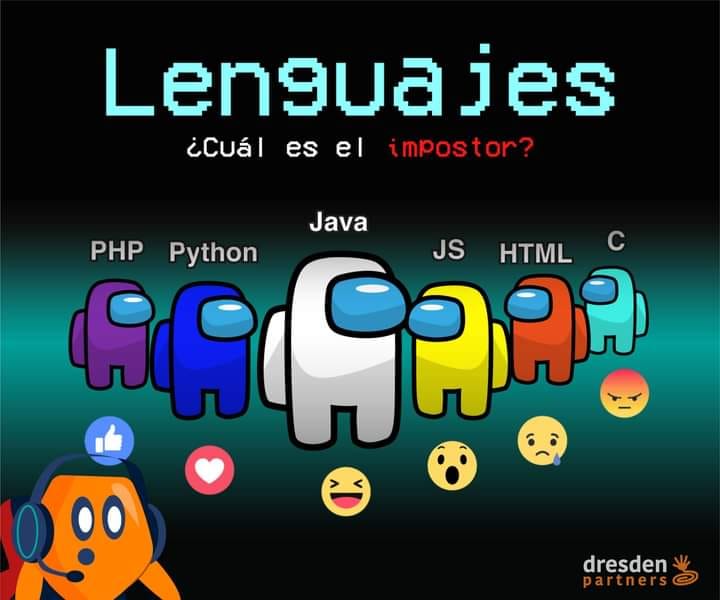 Lenguajes
¿Cuál es el impostor?
Java
PHP Python JS HTML C
dresden
partners